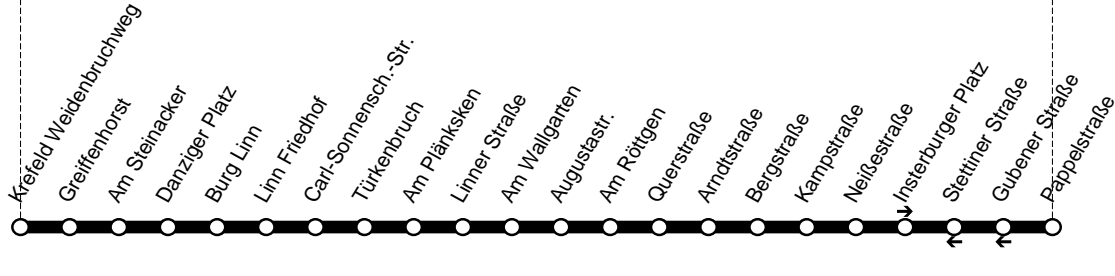 Krefeld Weidenbruchweg
Greiffenhorst
Am Steinacker
Danziger Platz
Burg Linn
Linn Friedhof
Carl-Sonnensch.-Str.
Türkenbruch
Am Plänksken
Linner Straße
Am Wallgarten
Augustastr.
Am Röttgen
Querstraße
Arndtstraße
Bergstraße
Kampstraße
Neißestraße
Insterburger Platz
Stettiner Straße
Gubener Straße
Pappelstraße